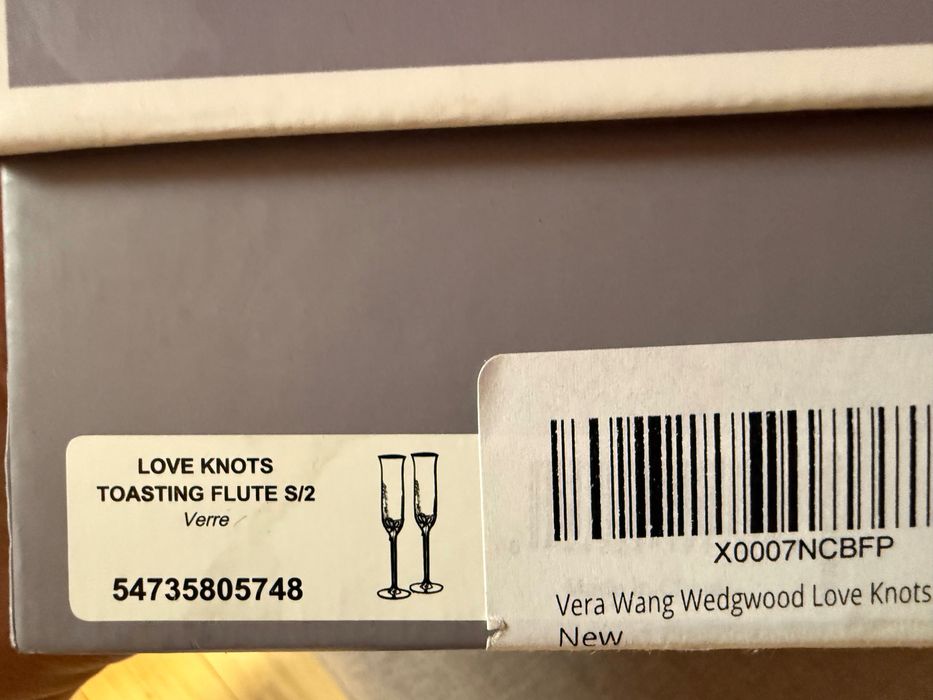 LOVE KNOTS
TOASTING FLUTE S/2
Verre
54735805748
X0007NCBFP
Vera Wang Wedgwood Love Knots
New